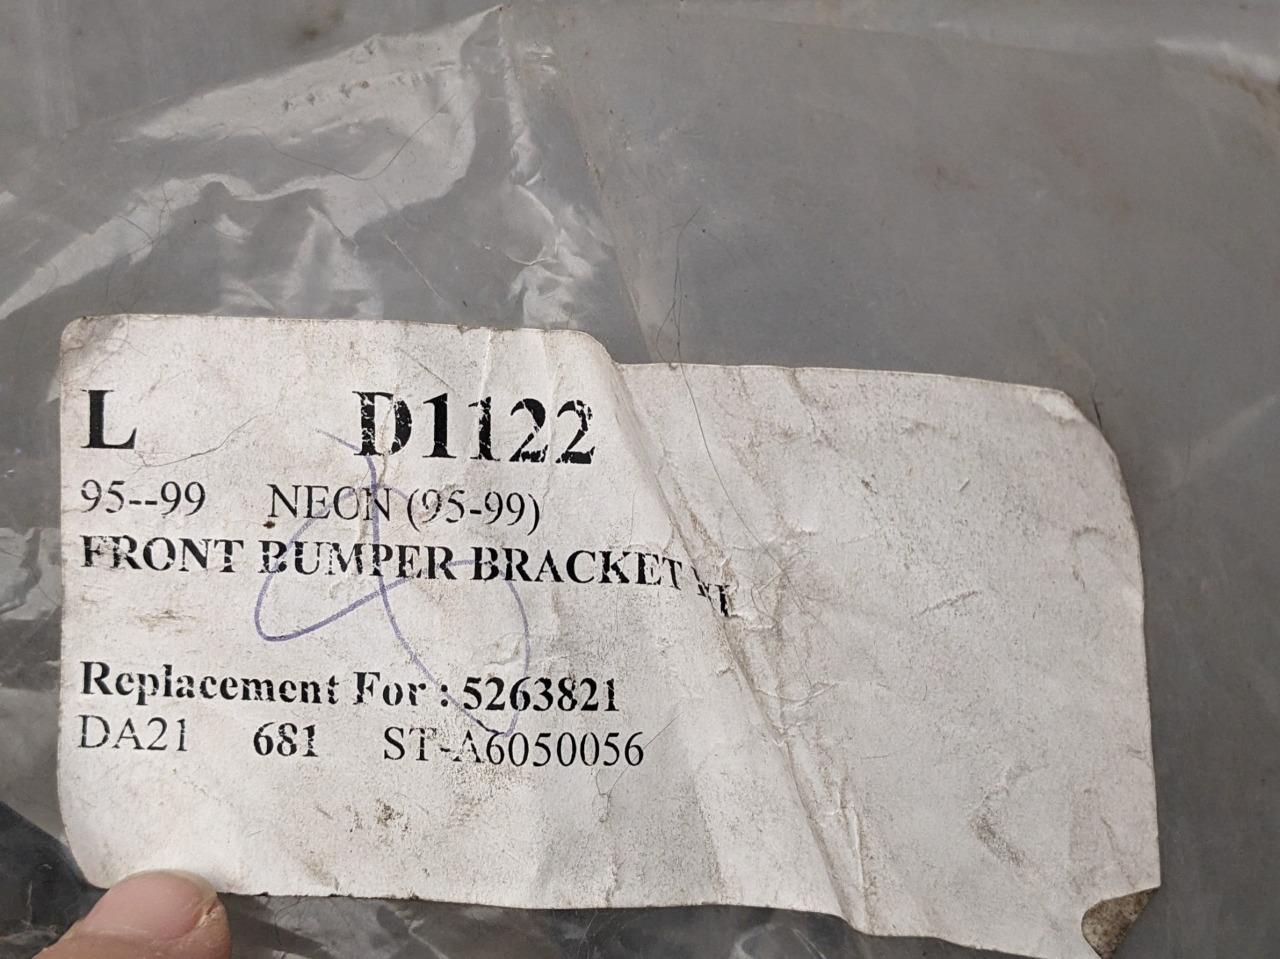 L D1122
95--99 NEON (95-99)
FRONT BUMPER BRACKET
Replacement For : 5263821
DA21 681 ST-A6050056